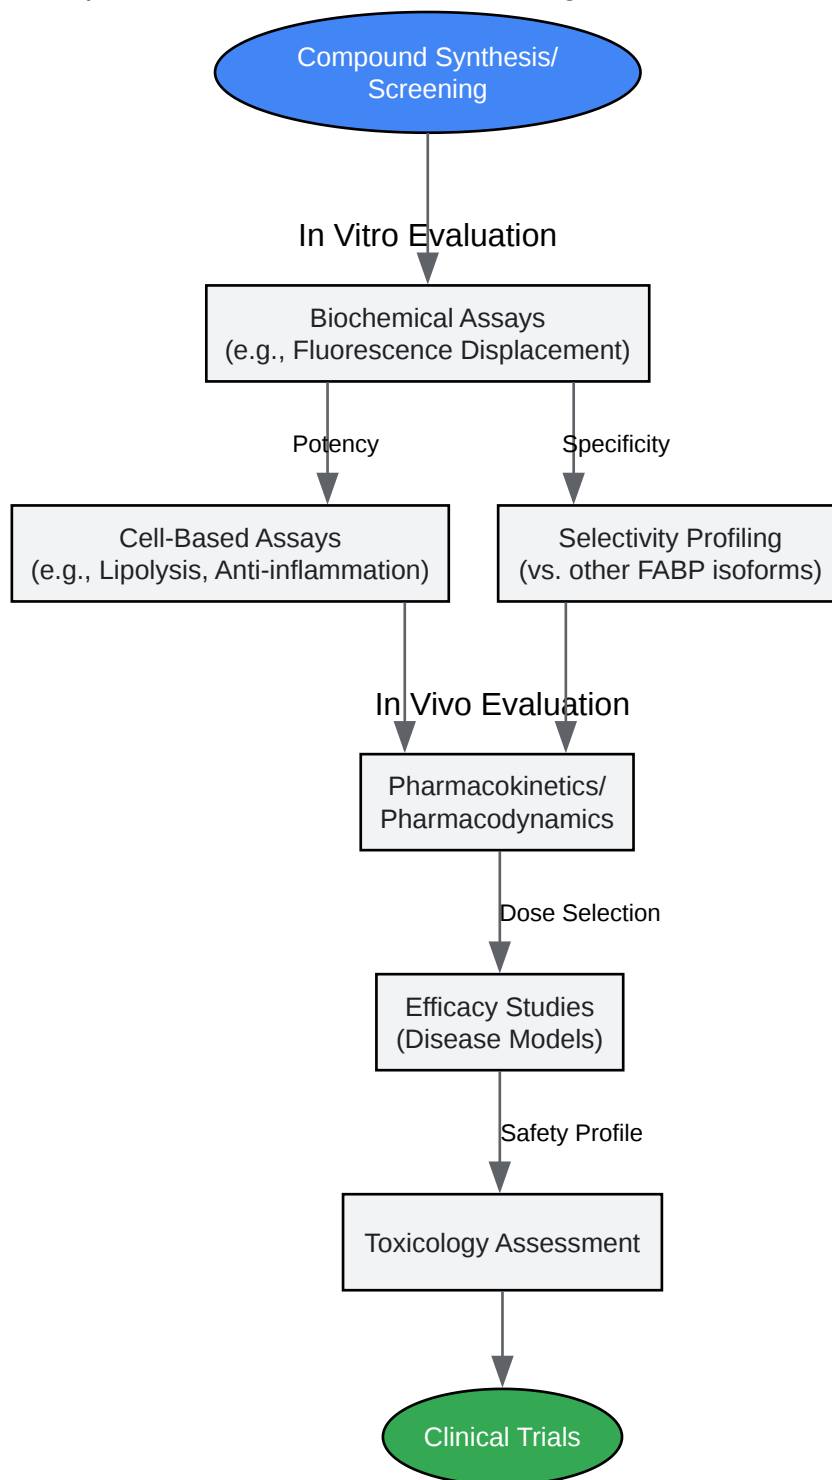 Compound Synthesis/
Screening
In Vitro Evaluation
Biochemical Assays
(e.g., Fluorescence Displacement)
Potency
Specificity
Cell-Based Assays
(e.g., Lipolysis, Anti-inflammation)
Selectivity Profiling
(vs. other FABP isoforms)
In Vivo Evaluation
Pharmacokinetics/
Pharmacodynamics
Dose Selection
Efficacy Studies
(Disease Models)
Safety Profile
Toxicology Assessment
Clinical Trials